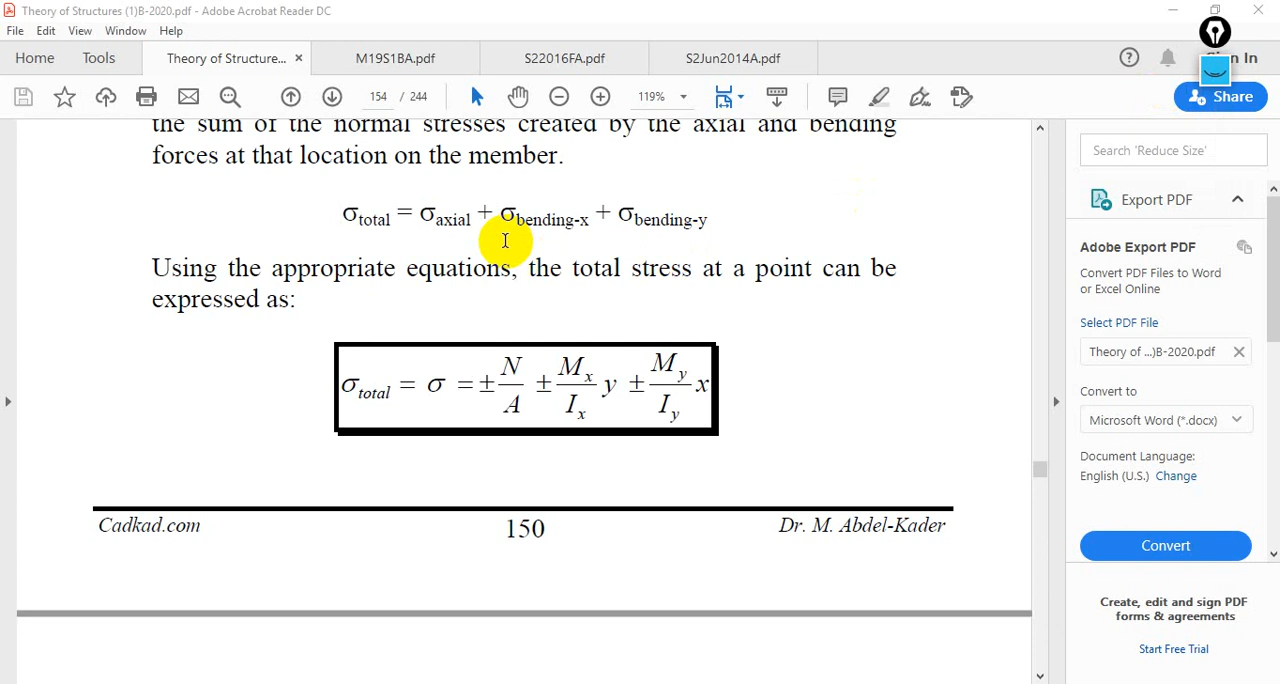 Theory of Structures (1)B-2020.pdf - Adobe Acrobat Reader DC
File Edit View Window Help
Home Tools Theory of Structure... × M19S1BA.pdf S22016FA.pdf S2Jun2014A.pdf Sign In
154 / 244 119% Share
the sum of the normal stresses created by the axial and bending
forces at that location on the member.
σtotal = σaxial + σbending-x + σbending-y
Using the appropriate equations, the total stress at a point can be
expressed as:
σtotal = σ = ± N/A ± Mx/Ix y ± My/Iy x
Cadkad.com 150 Dr. M. Abdel-Kader
Search 'Reduce Size'
Export PDF
Adobe Export PDF
Convert PDF Files to Word
or Excel Online
Select PDF File
Theory of ...)B-2020.pdf ×
Convert to
Microsoft Word (*.docx)
Document Language:
English (U.S.) Change
Convert
Create, edit and sign PDF
forms & agreements
Start Free Trial